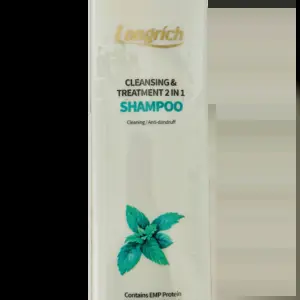 Langrich
CLEANSING &
TREATMENT 2 IN 1
SHAMPOO
Cleaning / Anti-dandruff
Contains EMP Protein